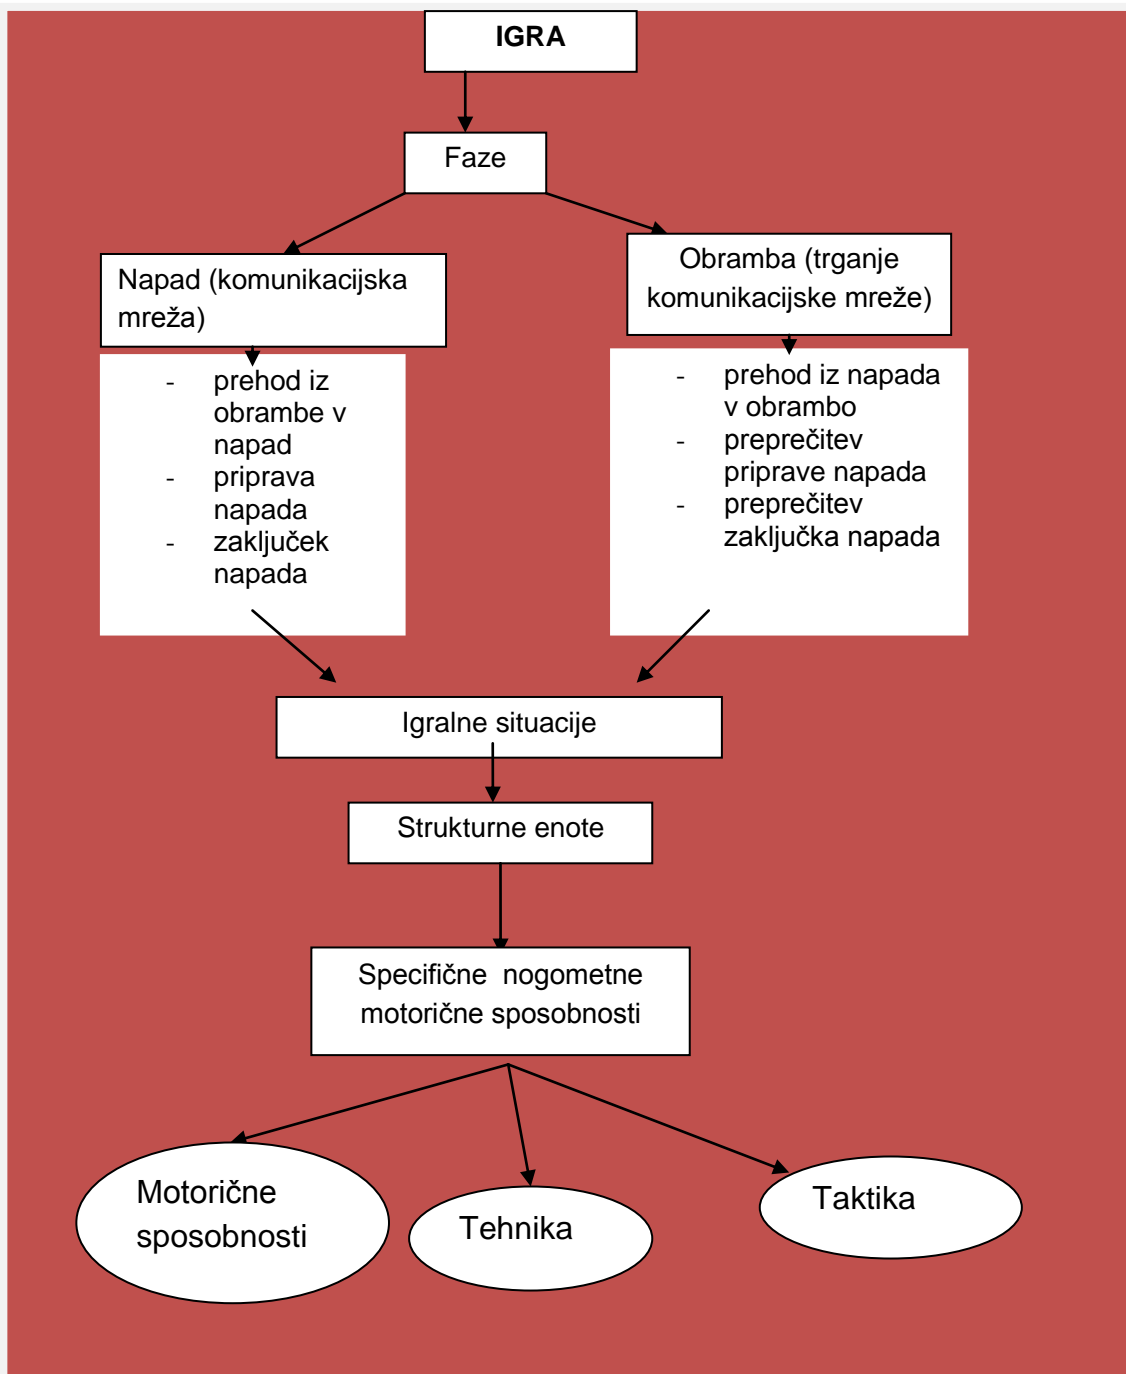 IGRA
Faze
Napad (komunikacijska
mreža)
Obramba (trganje
komunikacijske mreže)
- prehod iz
obrambe v
napad
- priprava
napada
- zaključek
napada
- prehod iz napada
v obrambo
- preprečitev
priprave napada
- preprečitev
zaključka napada
Igralne situacije
Strukturne enote
Specifične nogometne
motorične sposobnosti
Motorične
sposobnosti
Tehnika
Taktika